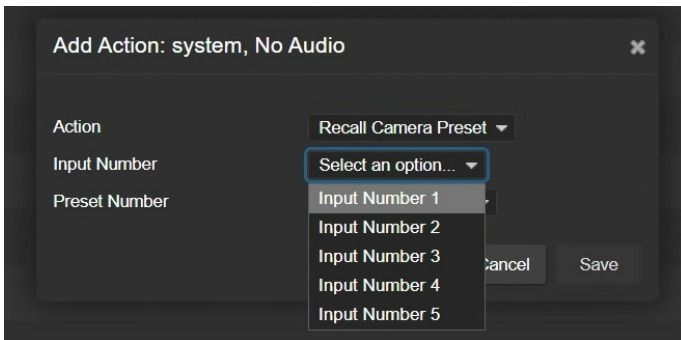 Add Action: system, No Audio
Action
Recall Camera Preset
Input Number
Select an option...
Preset Number
Input Number 1
Input Number 2
Input Number 3
Input Number 4
Input Number 5
Cancel
Save